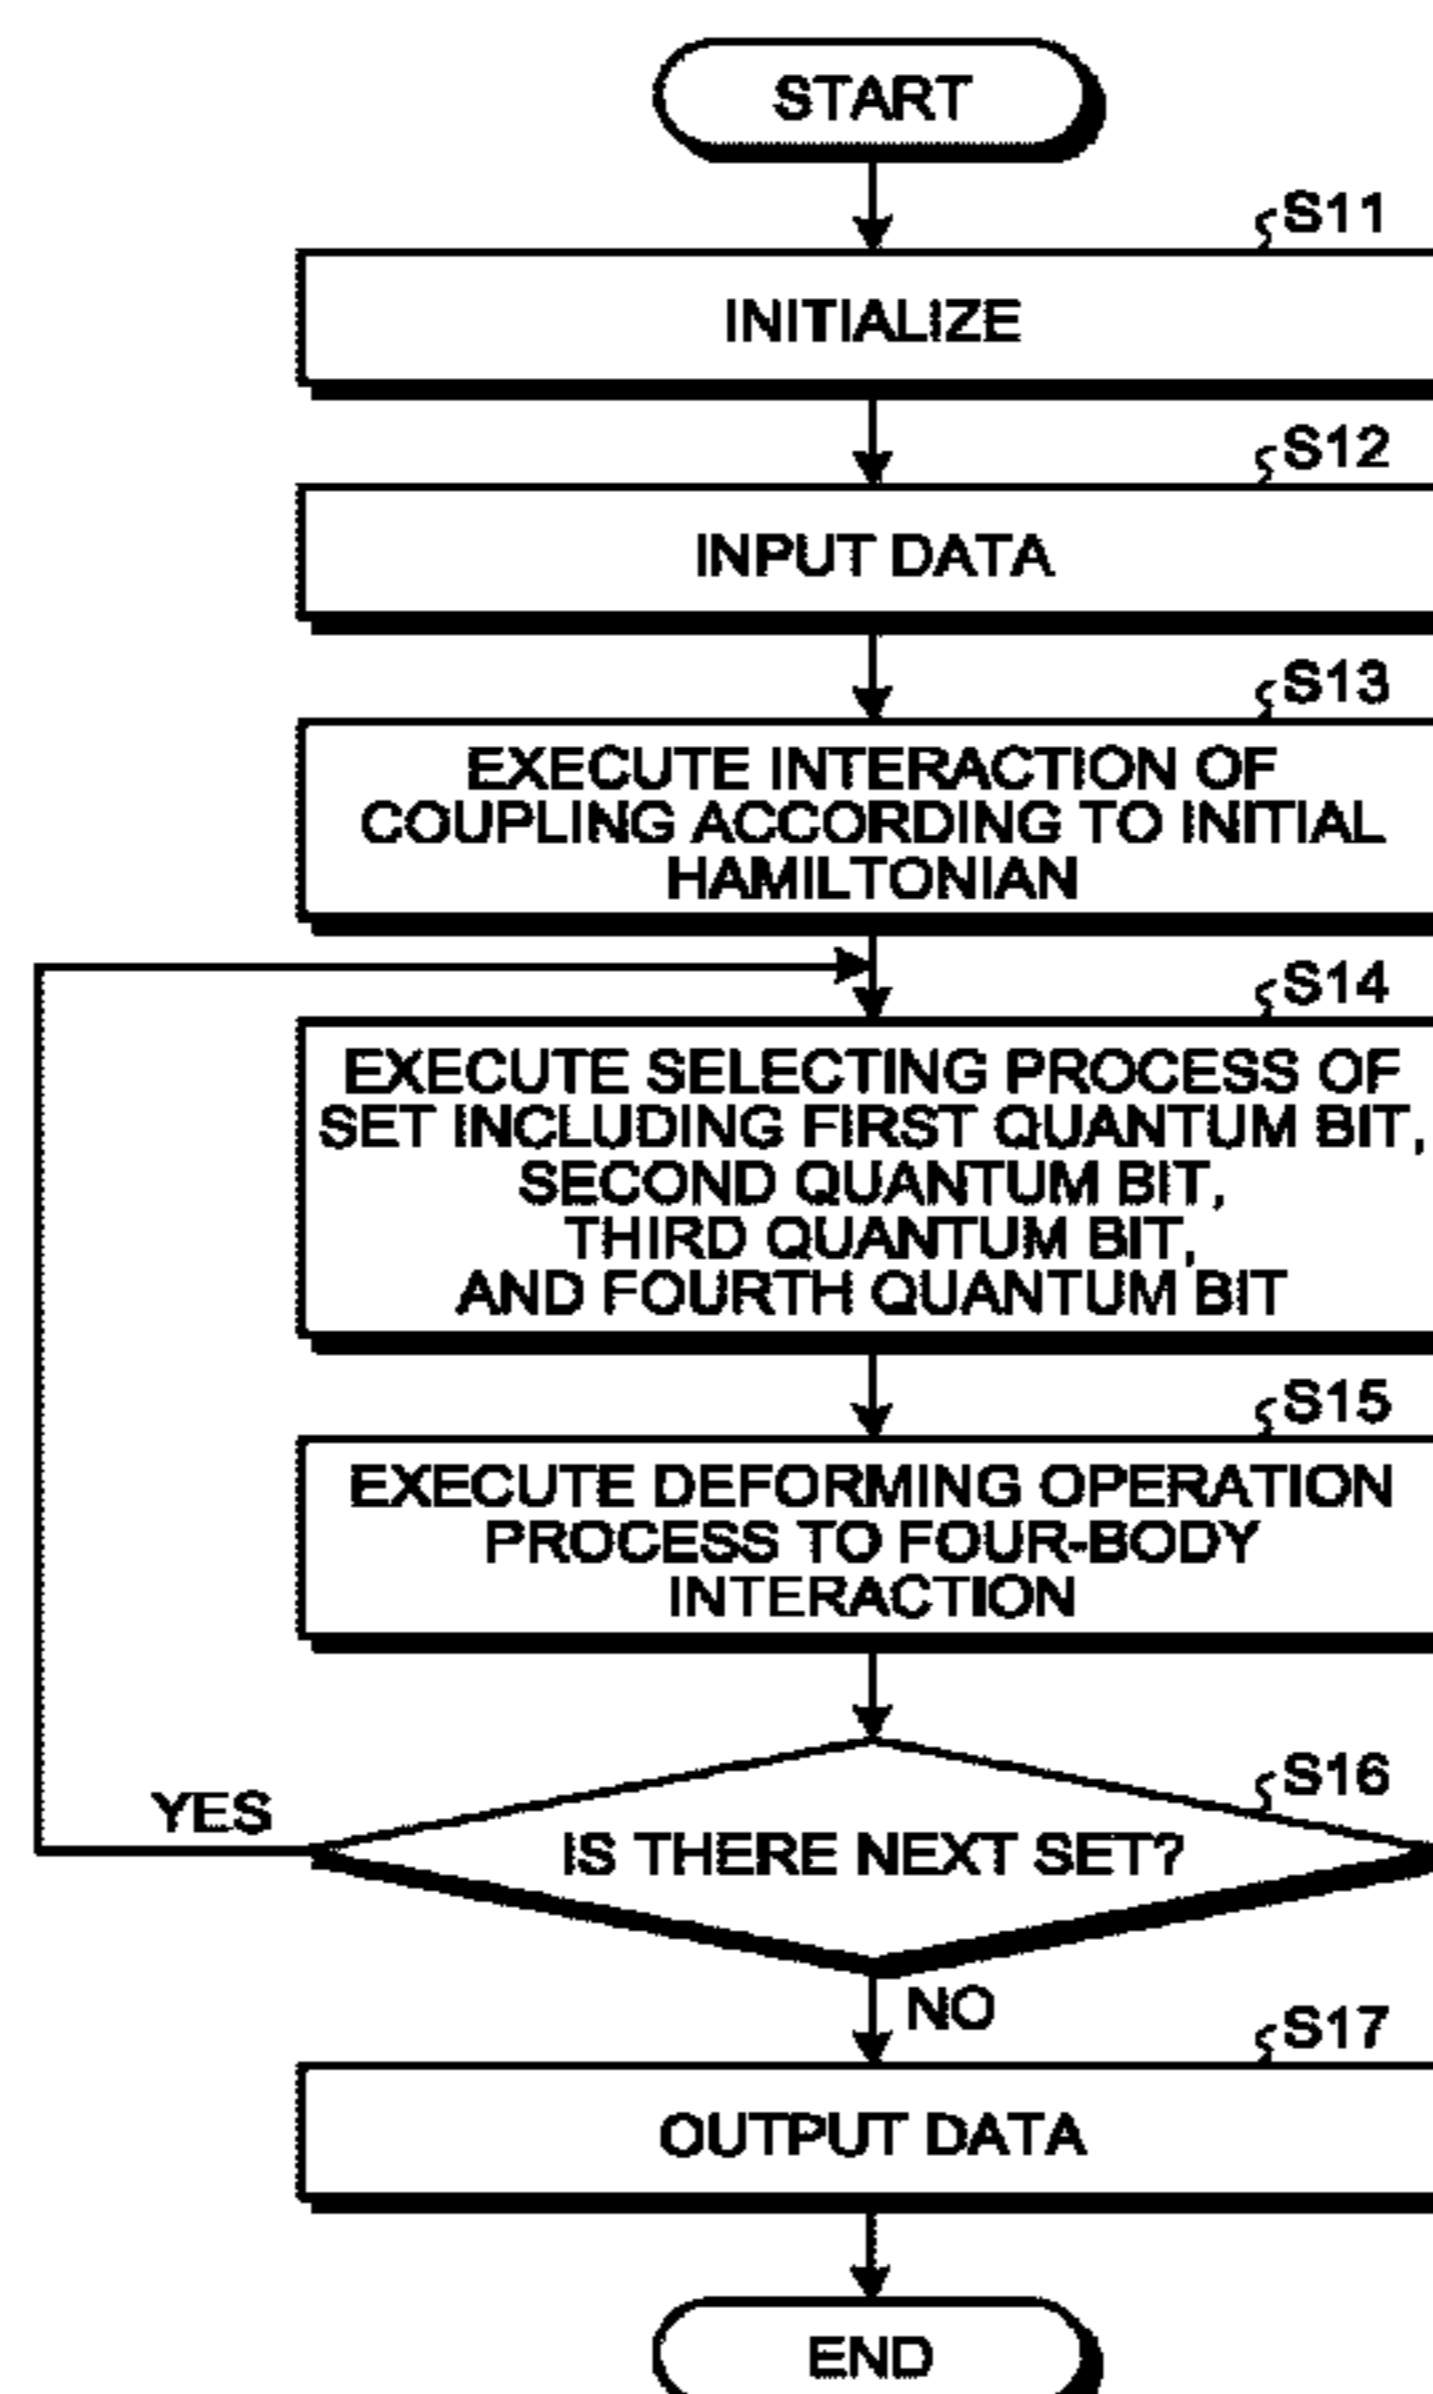 START
S11
INITIALIZE
S12
INPUT DATA
S13
EXECUTE INTERACTION OF
COUPLING ACCORDING TO INITIAL
HAMILTONIAN
S14
EXECUTE SELECTING PROCESS OF
SET INCLUDING FIRST QUANTUM BIT,
SECOND QUANTUM BIT,
THIRD QUANTUM BIT,
AND FOURTH QUANTUM BIT
S15
EXECUTE DEFORMING OPERATION
PROCESS TO FOUR-BODY
INTERACTION
S16
YES
IS THERE NEXT SET?
NO
S17
OUTPUT DATA
END